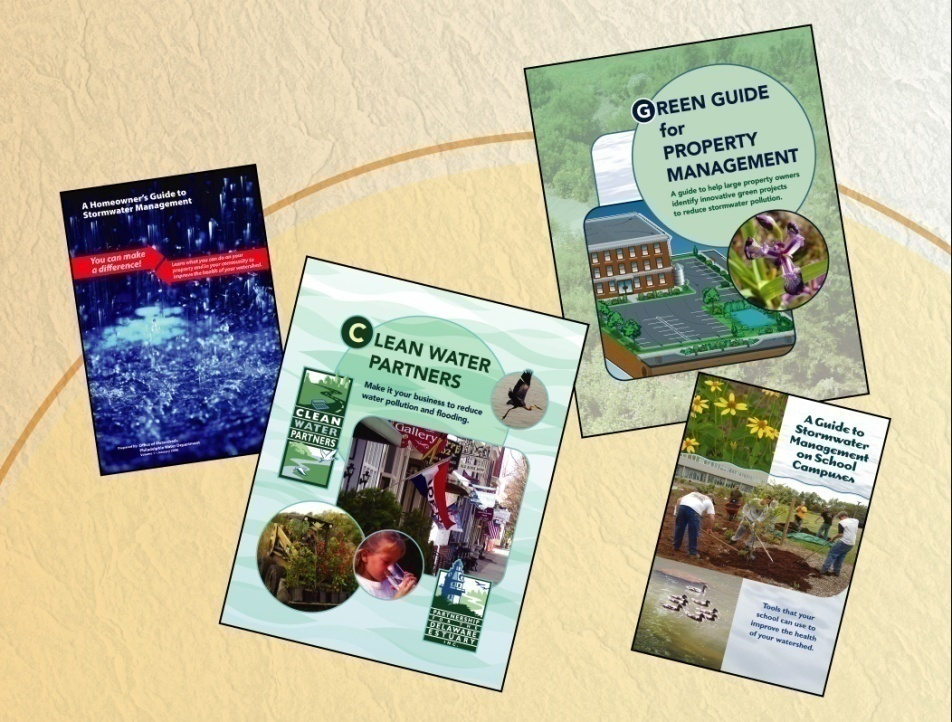 A Homeowner's Guide to
Stormwater Management
You can make
a difference!
Learn what you can do on your
property and in your community to
improve the health of your watershed.
Prepared By: Office of Watersheds
Philadelphia Water Department
CLEAN WATER
PARTNERS
Make it your business to reduce
water pollution and flooding.
CLEAN
WATER
PARTNERS
Gallery
PARTNERSHIP
FOR THE
DELAWARE
ESTUARY
INC.
GREEN GUIDE
for
PROPERTY
MANAGEMENT
A guide to help large property owners
identify innovative green projects
to reduce stormwater pollution.
A Guide to
Stormwater
Management
on School
Campuses
Tools that your
school can use to
improve the health
of your watershed.